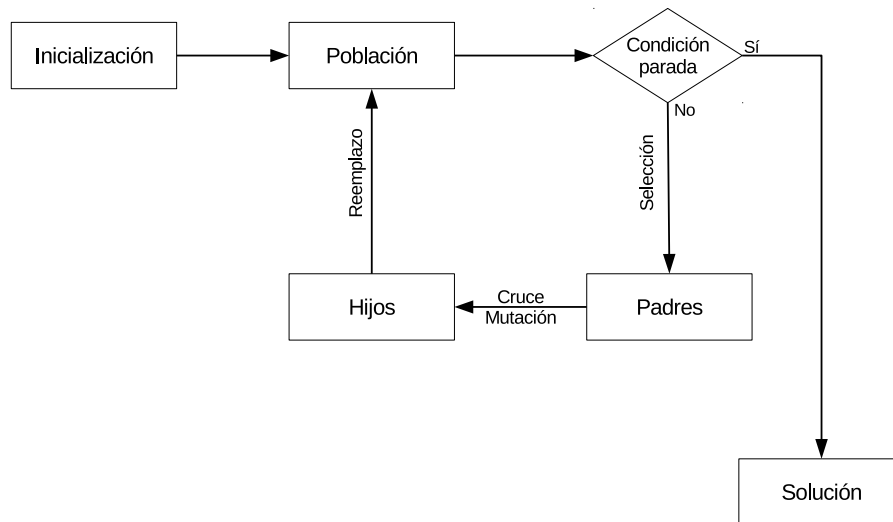 Inicialización
Población
Condición
parada
Sí
No
Selección
Reemplazo
Hijos
Cruce
Mutación
Padres
Solución